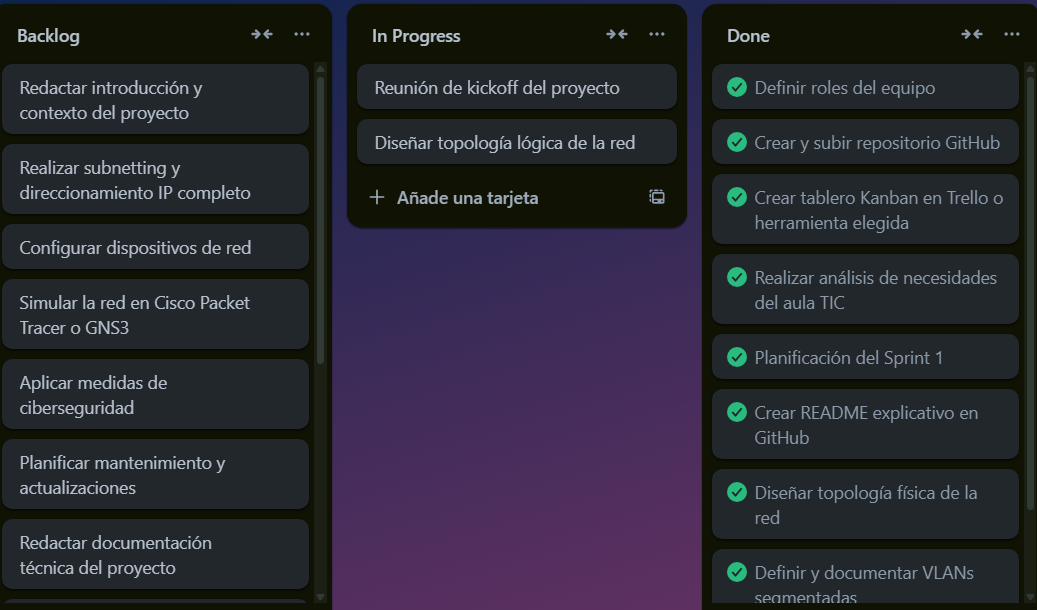 Backlog
Redactar introducción y
contexto del proyecto
Realizar subnetting y
direccionamiento IP completo
Configurar dispositivos de red
Simular la red en Cisco Packet
Tracer o GNS3
Aplicar medidas de
ciberseguridad
Planificar mantenimiento y
actualizaciones
Redactar documentación
técnica del proyecto
In Progress
Reunión de kickoff del proyecto
Diseñar topología lógica de la red
Añade una tarjeta
Done
Definir roles del equipo
Crear y subir repositorio GitHub
Crear tablero Kanban en Trello o
herramienta elegida
Realizar análisis de necesidades
del aula TIC
Planificación del Sprint 1
Crear README explicativo en
GitHub
Diseñar topología física de la
red
Definir y documentar VLANs
segmentadas